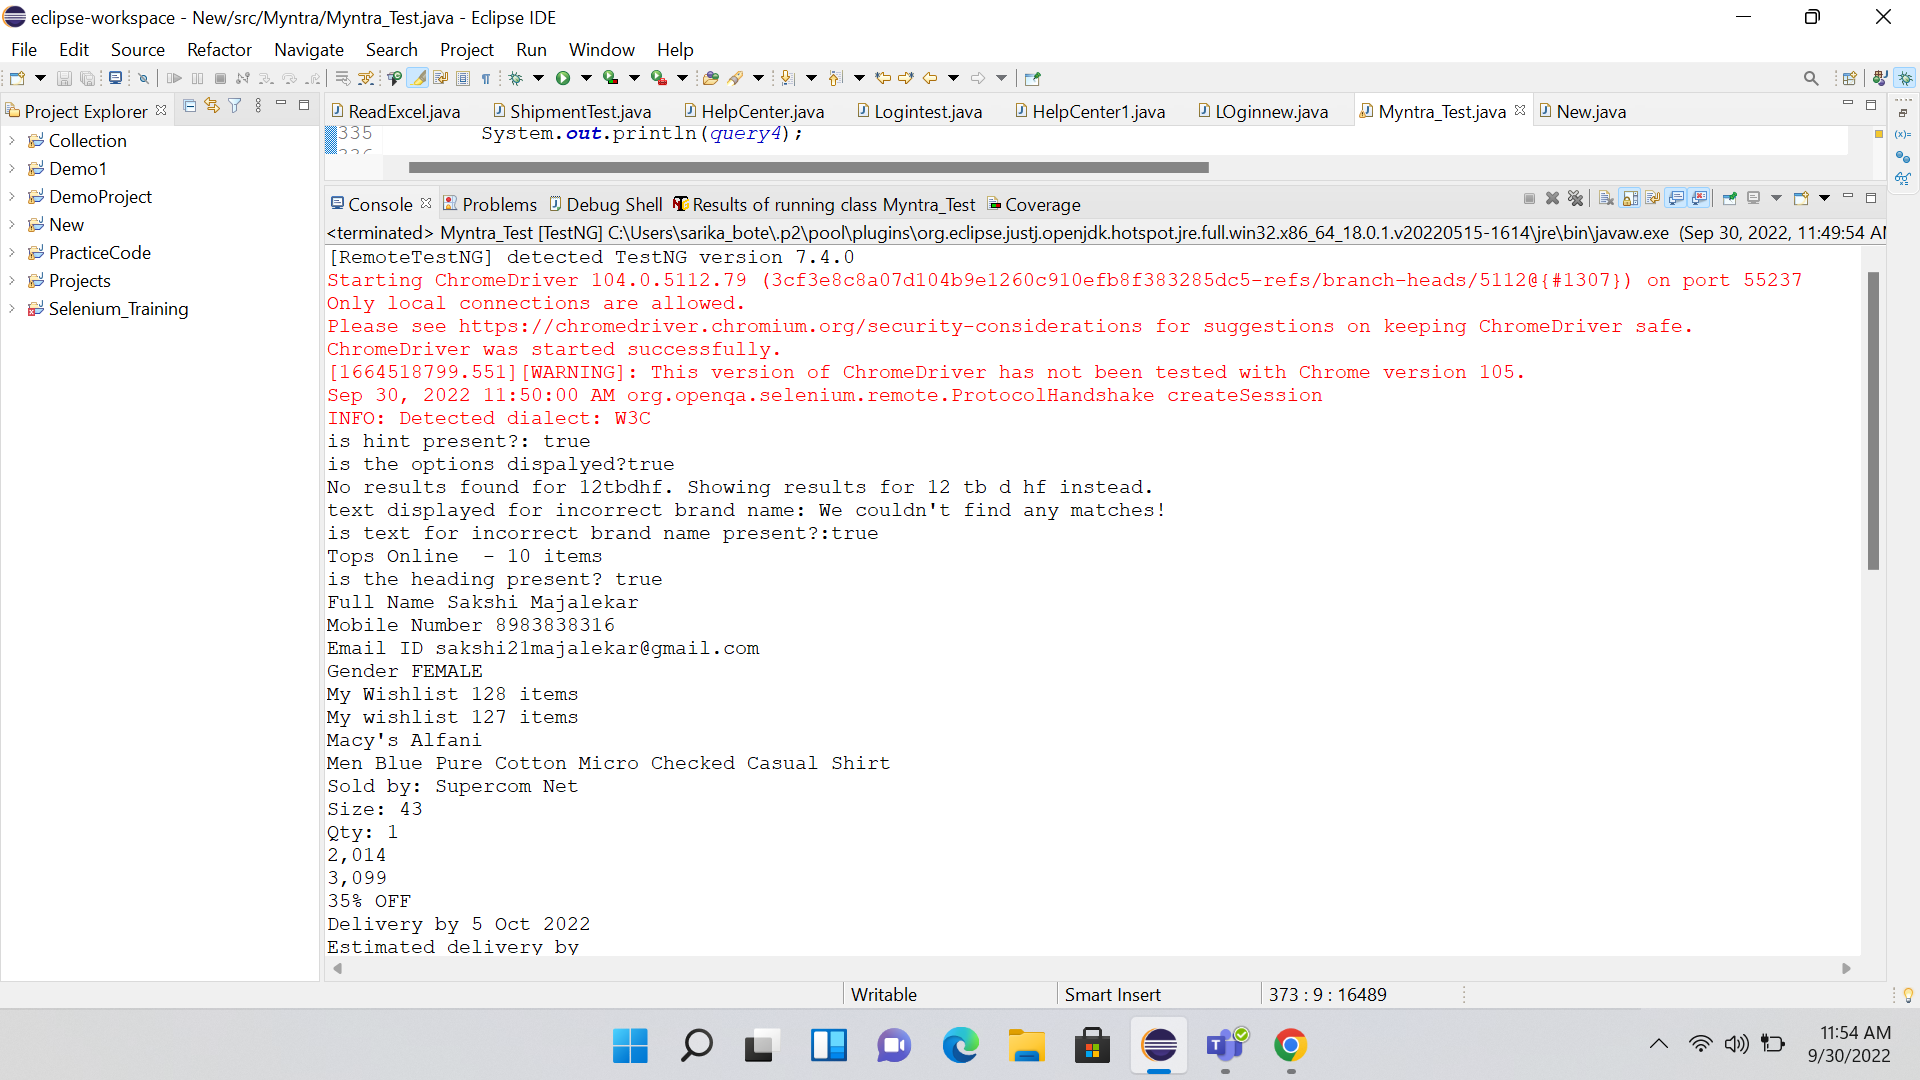 eclipse-workspace - New/src/Myntra/Myntra_Test.java - Eclipse IDE
File Edit Source Refactor Navigate Search Project Run Window Help
Project Explorer
Collection
Demo1
DemoProject
New
PracticeCode
Projects
Selenium_Training
ReadExcel.java ShipmentTest.java HelpCenter.java Logintest.java HelpCenter1.java LOginnew.java Myntra_Test.java New.java
335 System.out.println(query4);
336
Console Problems Debug Shell Results of running class Myntra_Test Coverage
<terminated> Myntra_Test [TestNG] C:\Users\sarika_bote\.p2\pool\plugins\org.eclipse.justj.openjdk.hotspot.jre.full.win32.x86_64_18.0.1.v20220515-1614\jre\bin\javaw.exe (Sep 30, 2022, 11:49:54 AM
[RemoteTestNG] detected TestNG version 7.4.0
Starting ChromeDriver 104.0.5112.79 (3cf3e8c8a07d104b9e1260c910efb8f383285dc5-refs/branch-heads/5112@{#1307}) on port 55237
Only local connections are allowed.
Please see https://chromedriver.chromium.org/security-considerations for suggestions on keeping ChromeDriver safe.
ChromeDriver was started successfully.
[1664518799.551][WARNING]: This version of ChromeDriver has not been tested with Chrome version 105.
Sep 30, 2022 11:50:00 AM org.openqa.selenium.remote.ProtocolHandshake createSession
INFO: Detected dialect: W3C
is hint present?: true
is the options dispalyed?true
No results found for 12tbdhf. Showing results for 12 tb d hf instead.
text displayed for incorrect brand name: We couldn't find any matches!
is text for incorrect brand name present?:true
Tops Online  - 10 items
is the heading present? true
Full Name Sakshi Majalekar
Mobile Number 8983838316
Email ID sakshi21majalekar@gmail.com
Gender FEMALE
My Wishlist 128 items
My wishlist 127 items
Macy's Alfani
Men Blue Pure Cotton Micro Checked Casual Shirt
Sold by: Supercom Net
Size: 43
Qty: 1
2,014
3,099
35% OFF
Delivery by 5 Oct 2022
Estimated delivery by
Writable Smart Insert 373 : 9 : 16489
11:54 AM
9/30/2022